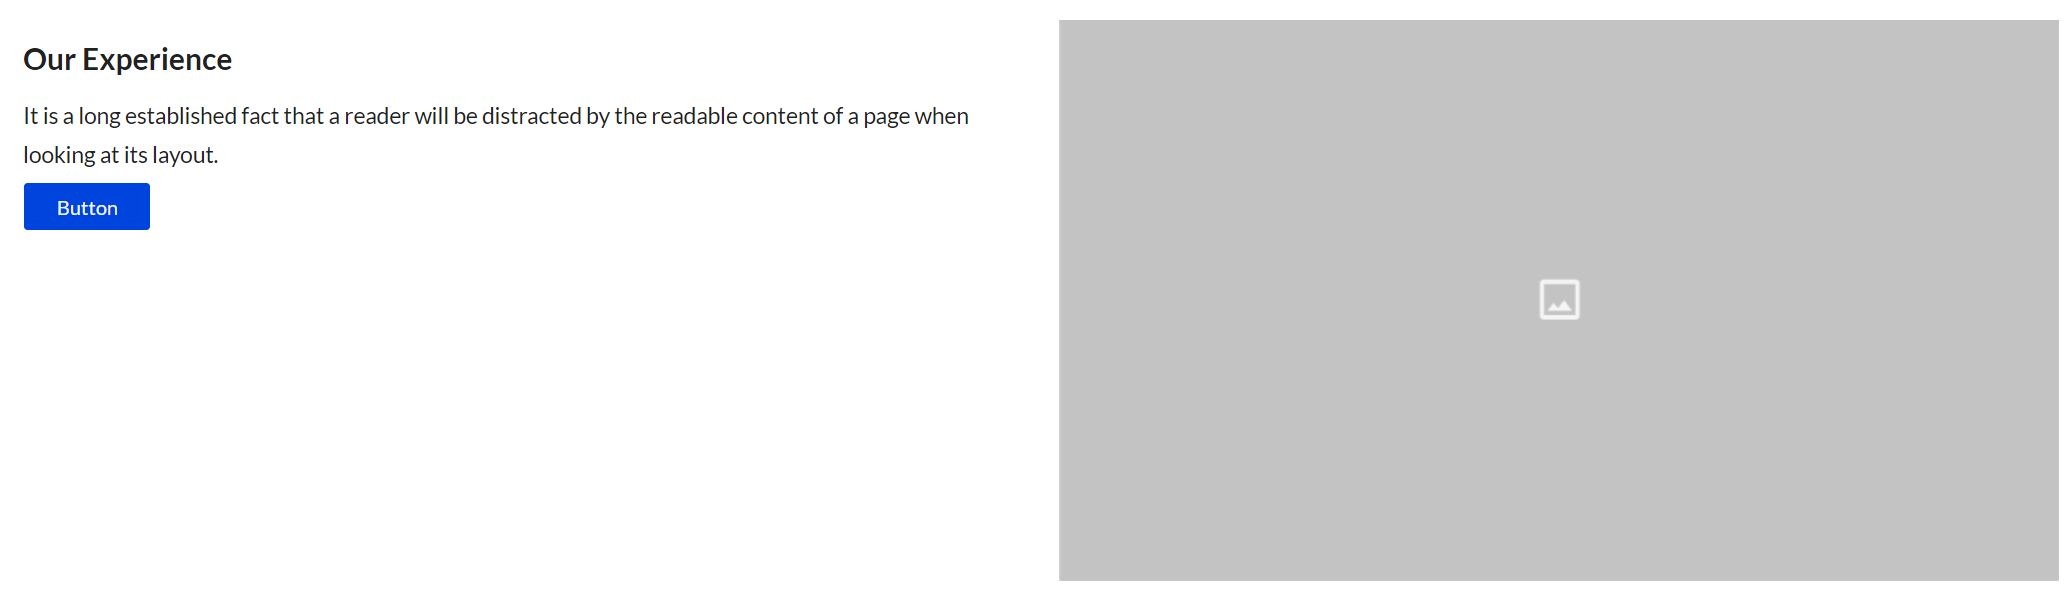 Our Experience
It is a long established fact that a reader will be distracted by the readable content of a page when
looking at its layout.
Button